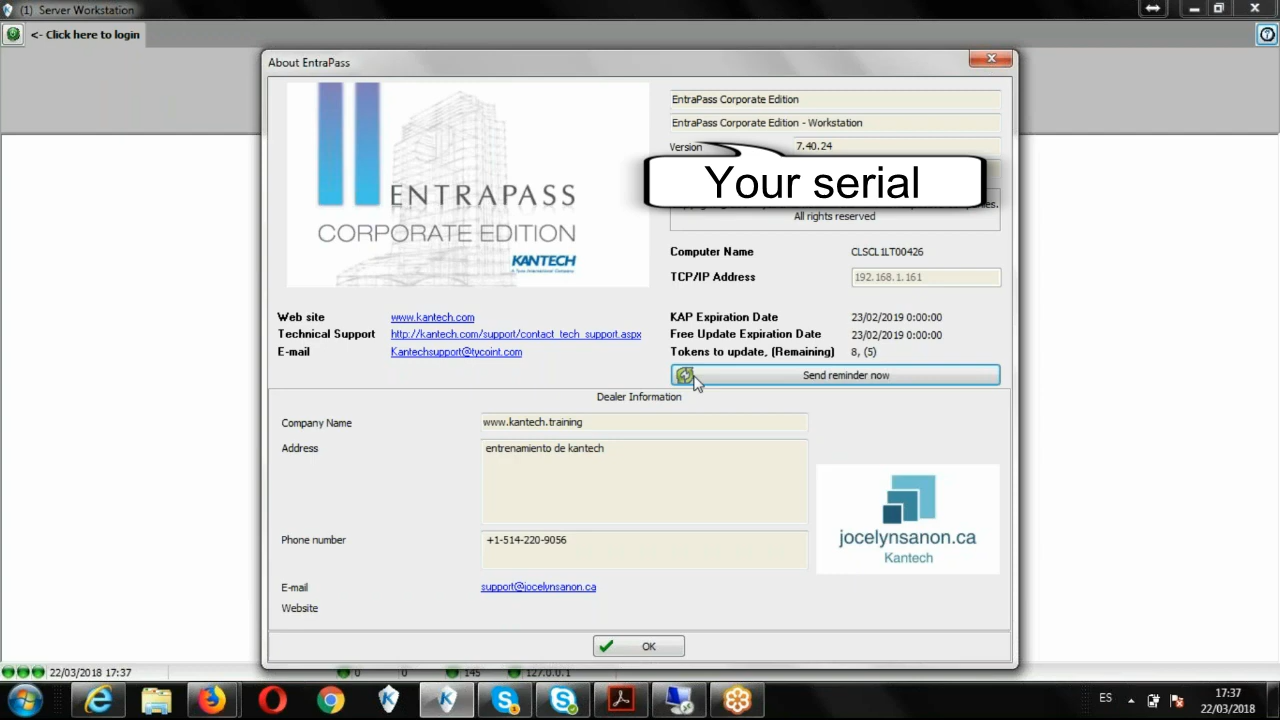 (1) Server Workstation
<- Click here to login
About EntraPass
ENTRAPASS
CORPORATE EDITION
KANTECH
A Tyco International Company
EntraPass Corporate Edition
EntraPass Corporate Edition - Workstation
Version 7.40.24
Your serial
All rights reserved
Computer Name CLSCL1LT00426
TCP/IP Address 192.168.1.161
Web site www.kantech.com
Technical Support http://kantech.com/support/contact_tech_support.aspx
E-mail Kantechsupport@tycoint.com
KAP Expiration Date 23/02/2019 0:00:00
Free Update Expiration Date 23/02/2019 0:00:00
Tokens to update, (Remaining) 8, (5)
Send reminder now
Dealer Information
Company Name www.kantech.training
Address entrenamiento de kantech
Phone number +1-514-220-9056
E-mail support@jocelynsanon.ca
Website
jocelynsanon.ca
Kantech
OK
22/03/2018 17:37 0 0 145 127.0.0.1
ES
17:37
22/03/2018